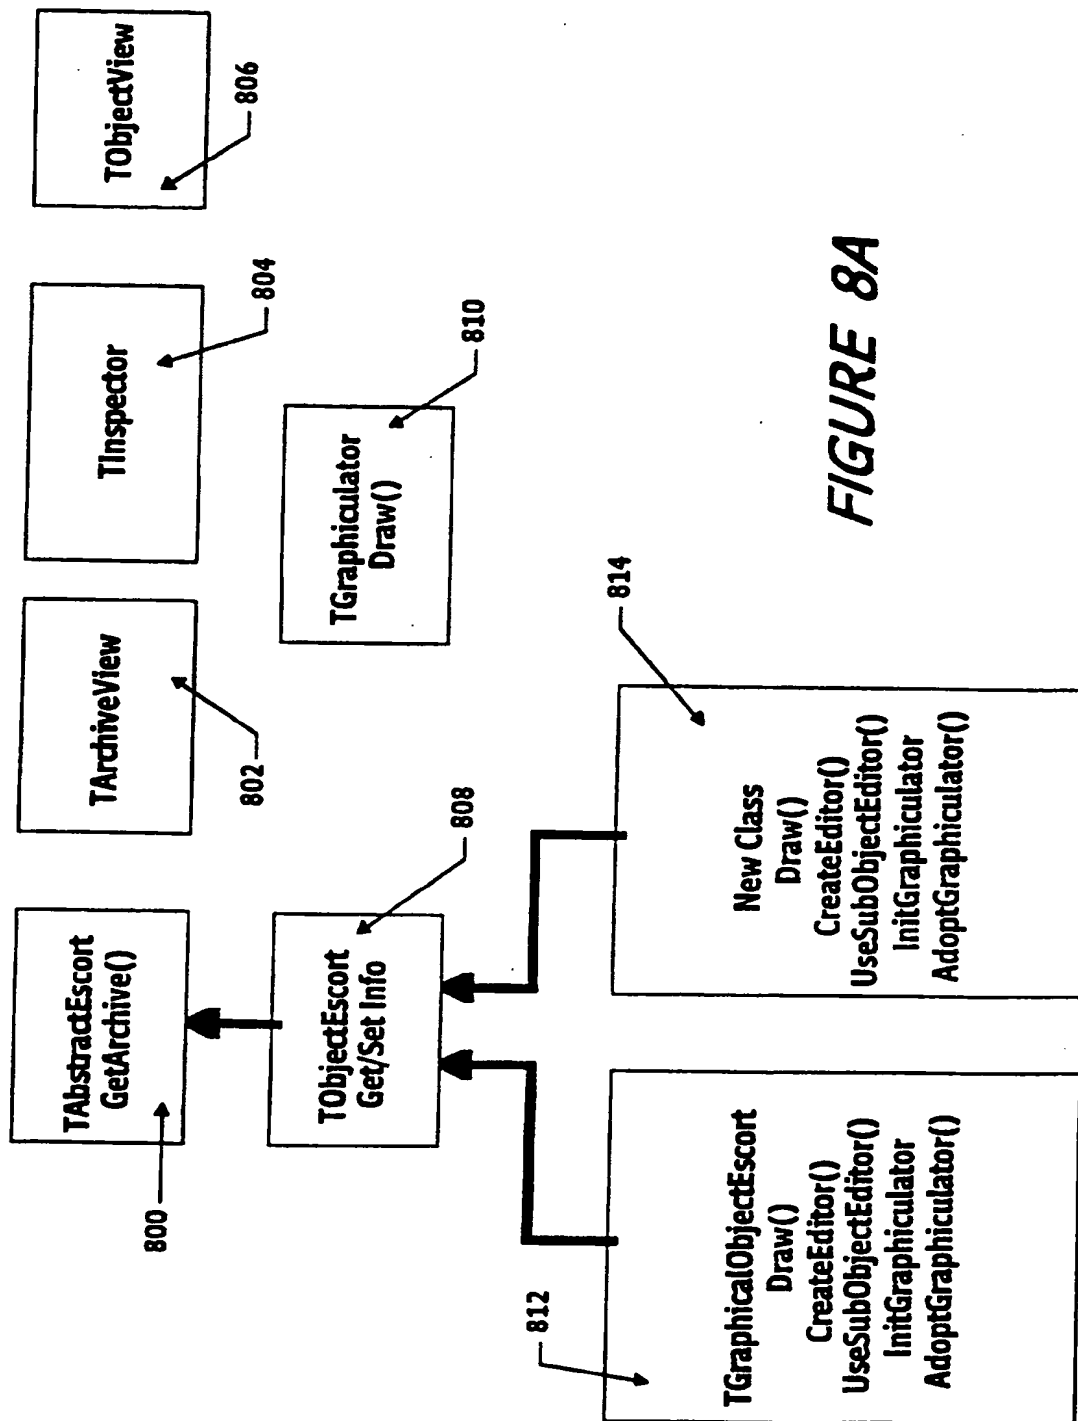 TAbstractEscort
GetArchive()
800
TArchiveView
802
TInspector
804
TObjectView
806
TObjectEscort
Get/Set Info
808
TGraphiculator
Draw()
810
TGraphicalObjectEscort
Draw()
CreateEditor()
UseSubObjectEditor()
InitGraphiculator
AdoptGraphiculator()
812
New Class
Draw()
CreateEditor()
UseSubObjectEditor()
InitGraphiculator
AdoptGraphiculator()
814
FIGURE 8A